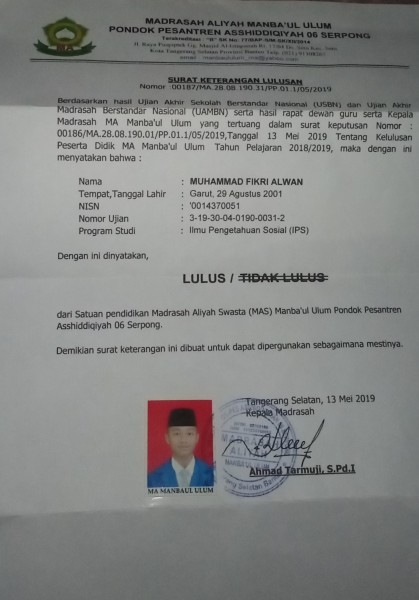 MADRASAH ALIYAH MANBA'UL ULUM
PONDOK PESANTREN ASSHIDDIQIYAH 06 SERPONG
SURAT KETERANGAN LULUSAN
Nomor :00187/MA.28.08.190.31/PP.01.1/05/2019
Berdasarkan hasil Ujian Akhir Sekolah Berstandar Nasional (USBN) dan Ujian Akhir
Madrasah Berstandar Nasional (UAMBN) serta hasil rapat dewan guru serta Kepala
Madrasah MA Manba'ul Ulum yang tertuang dalam surat keputusan Nomor :
00186/MA.28.08.190.01/PP.01.1/05/2019,Tanggal 13 Mei 2019 Tentang Kelulusan
Peserta Didik MA Manba'ul Ulum Tahun Pelajaran 2018/2019, maka dengan ini
menyatakan bahwa :
Nama : MUHAMMAD FIKRI ALWAN
Tempat,Tanggal Lahir : Garut, 29 Agustus 2001
NISN : '0014370051
Nomor Ujian : 3-19-30-04-0190-0031-2
Program Studi : Ilmu Pengetahuan Sosial (IPS)
Dengan ini dinyatakan,
LULUS / TIDAK LULUS
dari Satuan pendidikan Madrasah Aliyah Swasta (MAS) Manba'ul Ulum Pondok Pesantren
Asshiddiqiyah 06 Serpong.
Demikian surat keterangan ini dibuat untuk dapat dipergunakan sebagaimana mestinya.
Tangerang Selatan, 13 Mei 2019
Kepala Madrasah
MADRASAH
ALIYAH
MANBA'UL ULUM
Ahmad Tarmuji, S.Pd.I
MA MANBAUL ULUM